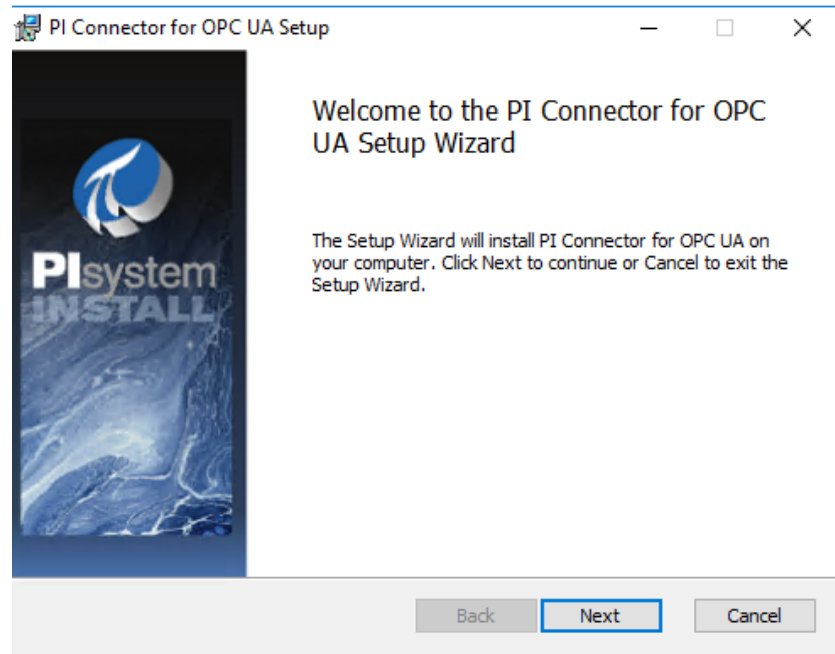 PI Connector for OPC UA Setup
Welcome to the PI Connector for OPC
UA Setup Wizard
The Setup Wizard will install PI Connector for OPC UA on
your computer. Click Next to continue or Cancel to exit the
Setup Wizard.
PIsystem
INSTALL
Back
Next
Cancel